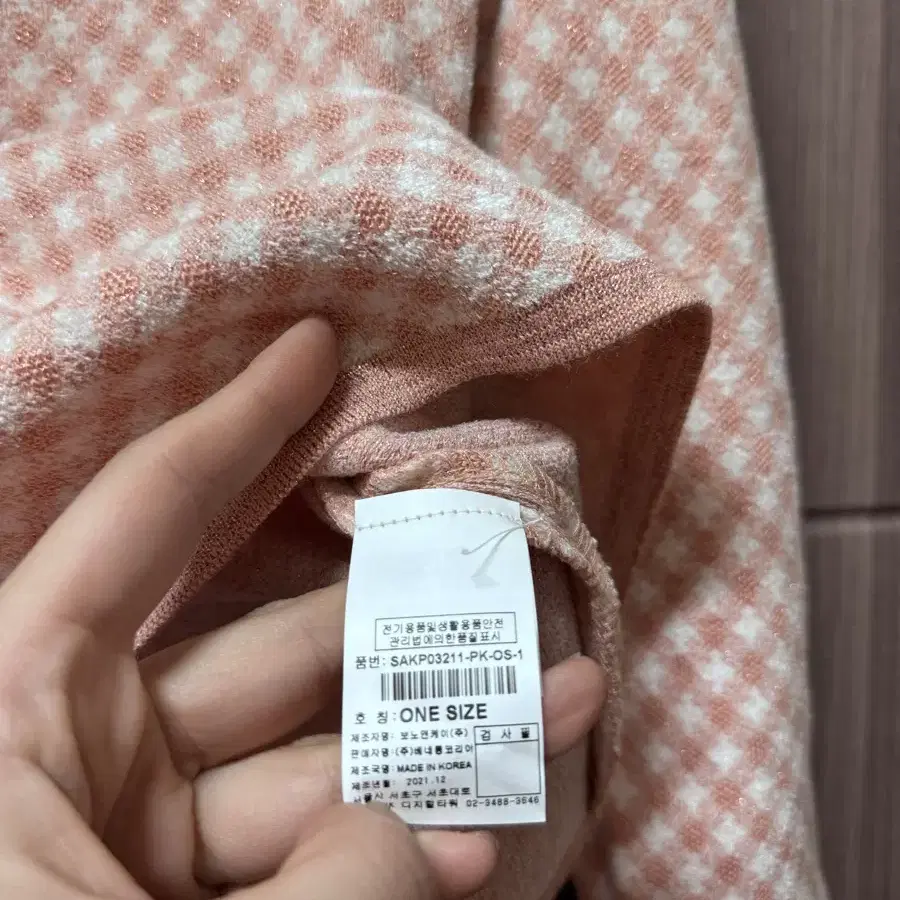 전기용품및생활용품안전
관리법에의한품질표시
품번: SAKP03211-PK-OS-1
호 칭: ONE SIZE
제조자명: 보노앤케이(주)
판매자명: (주)베네통코리아
제조국명: MADE IN KOREA
제조년월: 2021.12
검 사 필
서울시 서초구 서초대로
디지털타워 02-3488-3646